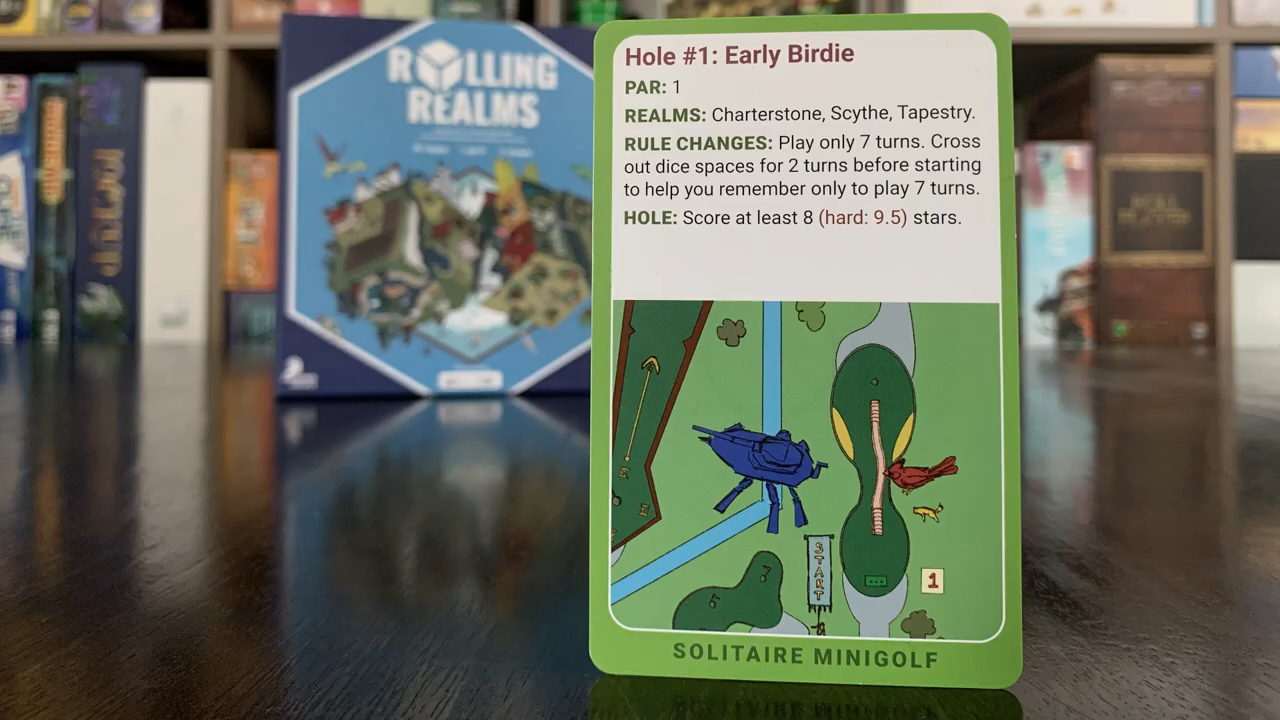 ROLLING
REALMS
Hole #1: Early Birdie
PAR: 1
REALMS: Charterstone, Scythe, Tapestry.
RULE CHANGES: Play only 7 turns. Cross
out dice spaces for 2 turns before starting
to help you remember only to play 7 turns.
HOLE: Score at least 8 (hard: 9.5) stars.
START
1
SOLITAIRE MINIGOLF
ROLL
PLAYER